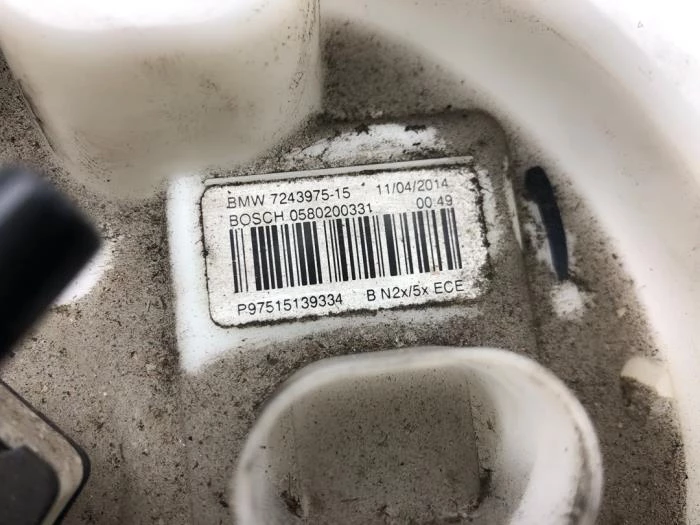 BMW 7243975-15 11/04/2014
BOSCH 0580200331 00:49
P97515139334 B N2x/5x ECE